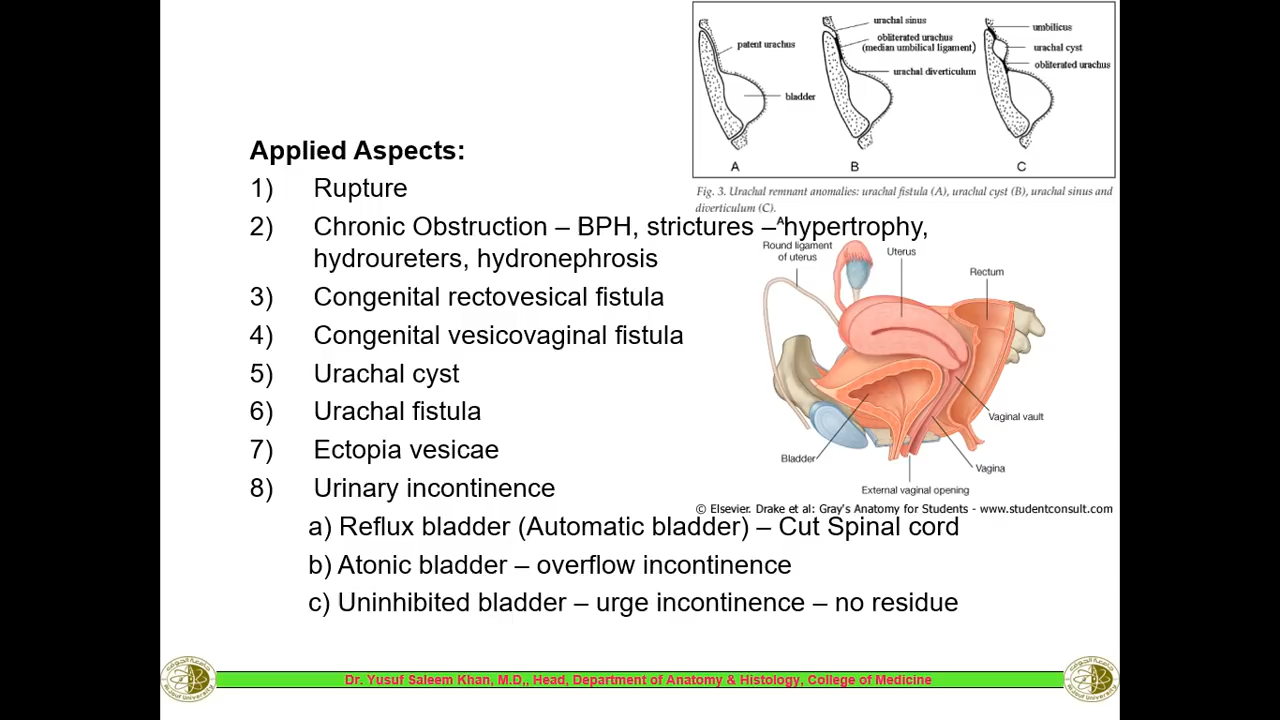 urachal sinus
obliterated urachus
(median umbilical ligament)
patent urachus
urachal diverticulum
bladder
umbilicus
urachal cyst
obliterated urachus
A
B
C
Fig. 3. Urachal remnant anomalies: urachal fistula (A), urachal cyst (B), urachal sinus and
diverticulum (C).
Applied Aspects:
1) Rupture
2) Chronic Obstruction – BPH, strictures – hypertrophy,
hydroureters, hydronephrosis
3) Congenital rectovesical fistula
4) Congenital vesicovaginal fistula
5) Urachal cyst
6) Urachal fistula
7) Ectopia vesicae
8) Urinary incontinence
a) Reflux bladder (Automatic bladder) – Cut Spinal cord
b) Atonic bladder – overflow incontinence
c) Uninhibited bladder – urge incontinence – no residue
A
Round ligament
of uterus
Uterus
Rectum
Vaginal vault
Bladder
Vagina
External vaginal opening
© Elsevier. Drake et al: Gray's Anatomy for Students - www.studentconsult.com
Dr. Yusuf Saleem Khan, M.D,, Head, Department of Anatomy & Histology, College of Medicine